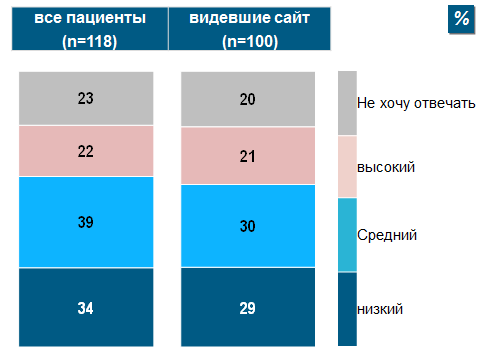 все пациенты
(n=118)
видевшие сайт
(n=100)
%
23
20
Не хочу отвечать
22
21
высокий
39
30
Средний
34
29
низкий